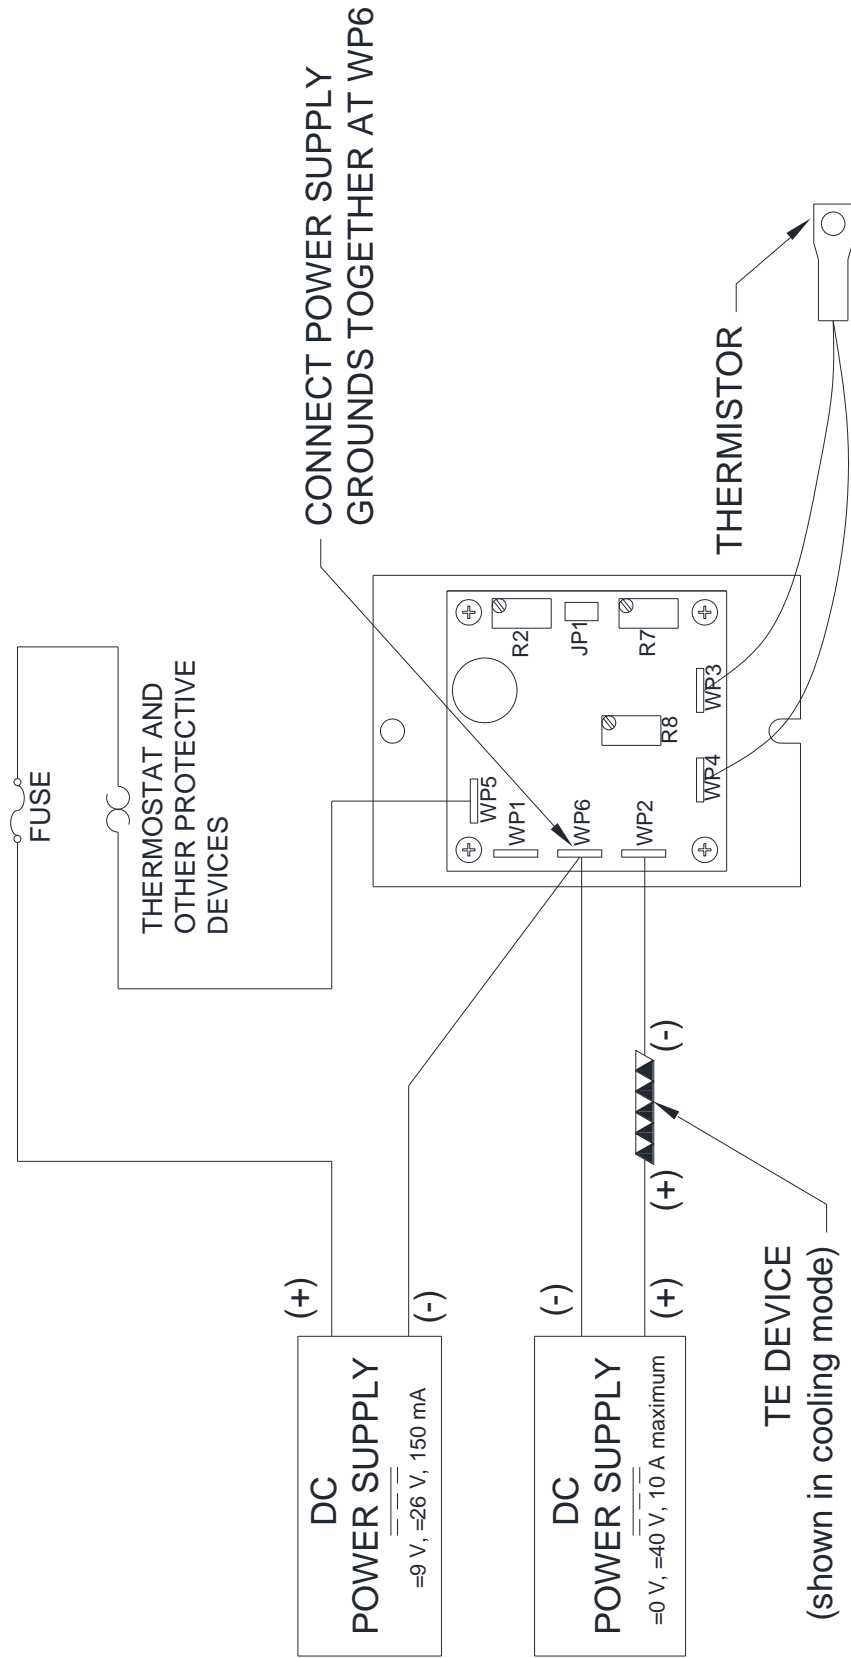 CONNECT POWER SUPPLY
GROUNDS TOGETHER AT WP6
FUSE
THERMOSTAT AND
OTHER PROTECTIVE
DEVICES
THERMISTOR
WP5
WP1
WP6
WP2
WP4
WP3
R2
JP1
R7
R8
(+)
(-)
DC
POWER SUPPLY
=9 V, =26 V, 150 mA
(-)
(+)
DC
POWER SUPPLY
=0 V, =40 V, 10 A maximum
(+)
(-)
TE DEVICE
(shown in cooling mode)